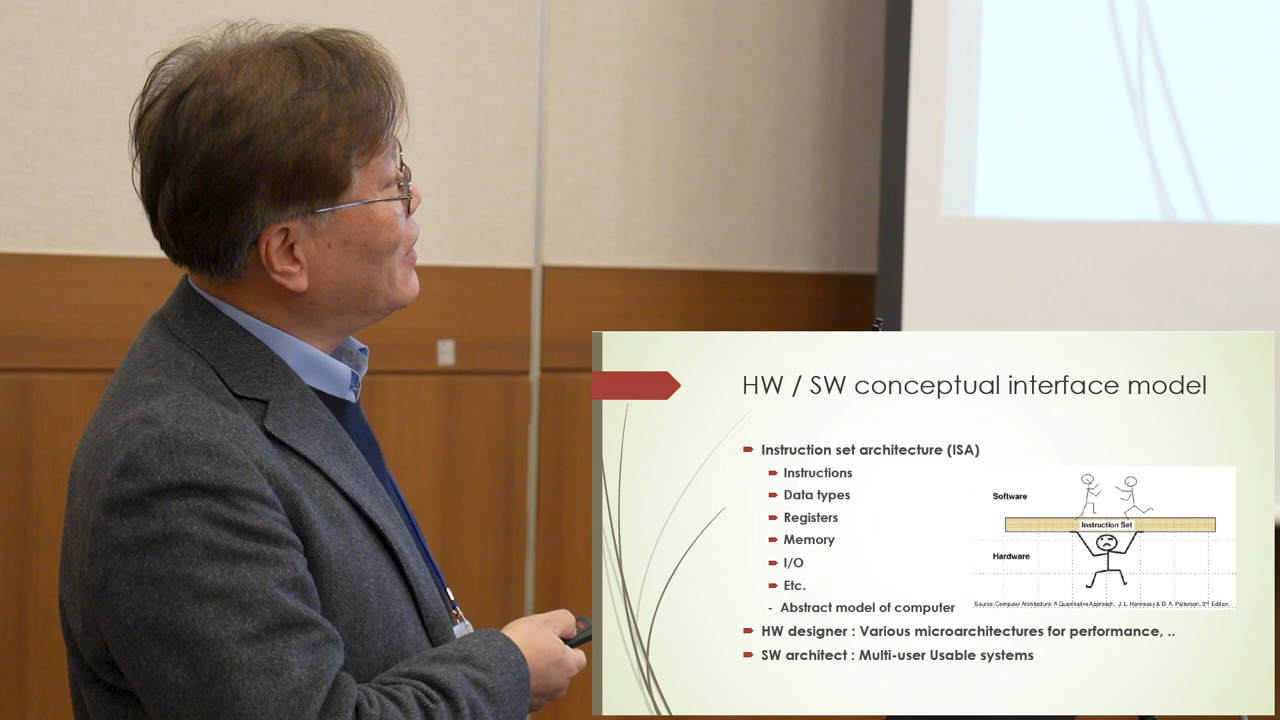 HW / SW conceptual interface model
Instruction set architecture (ISA)
Instructions
Data types
Registers
Memory
I/O
Etc.
- Abstract model of computer
HW designer : Various microarchitectures for performance, ..
SW architect : Multi-user Usable systems
Software
Instruction Set
Hardware
Source: Computer Architecture: A Quantitative Approach, J. L. Hennessy & D. A. Patterson, 3rd Edition.